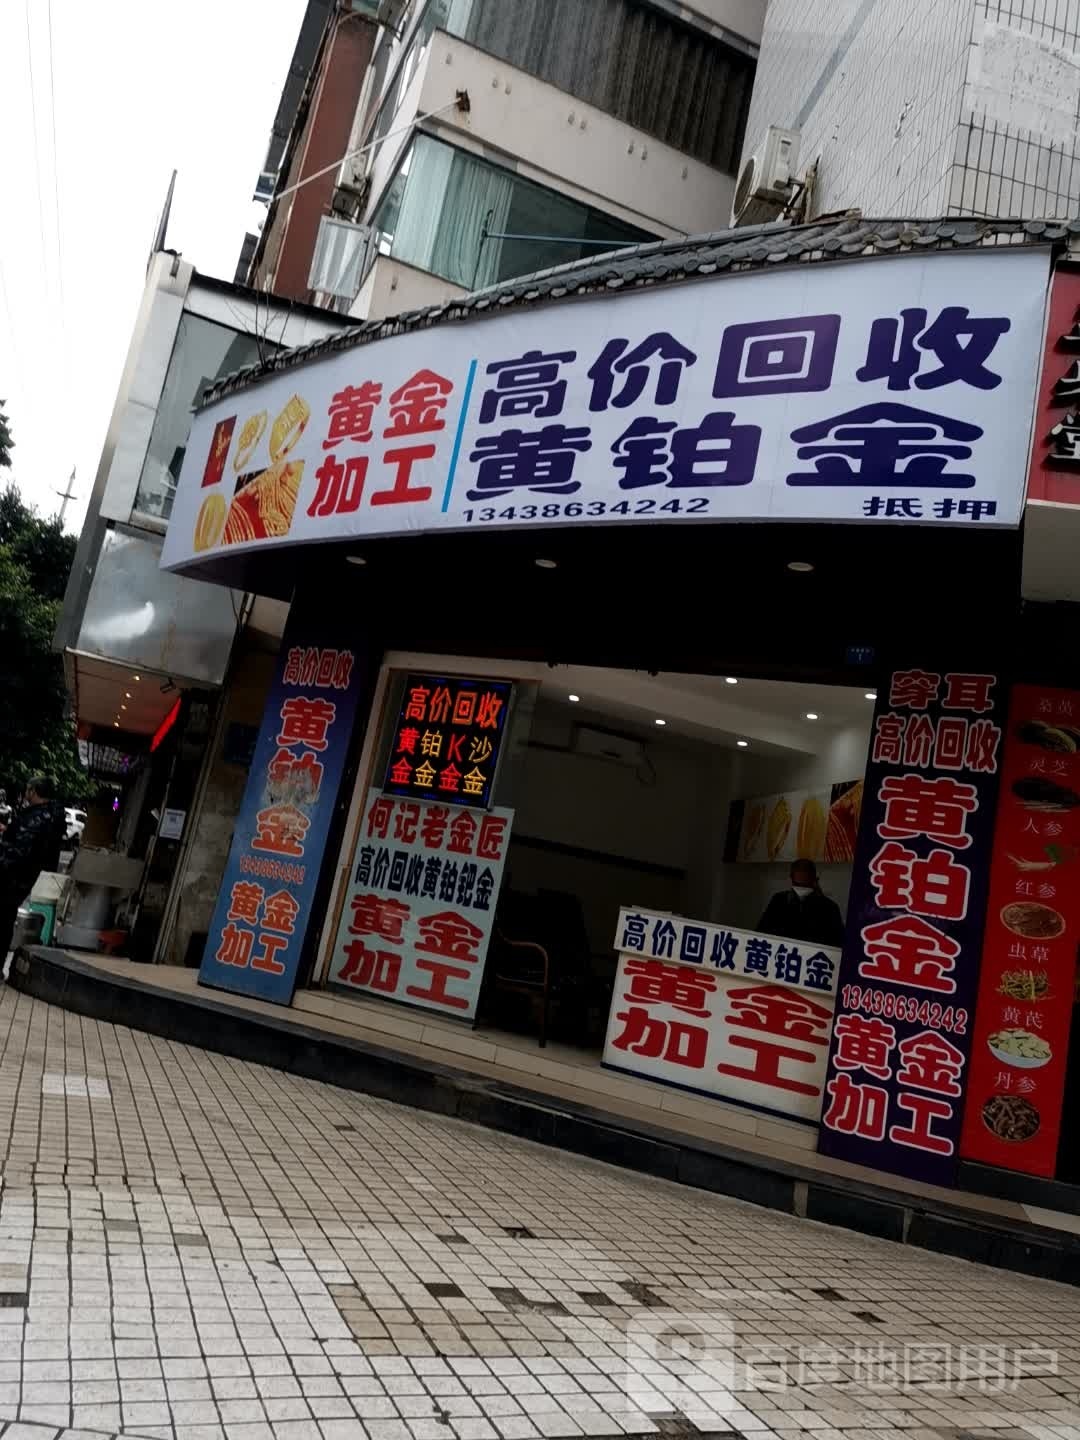 黄金
加工
高价回收
黄铂金
13438634242
抵押
高价回收
黄
铂
金
13438634242
黄金
加工
高价回收
黄铂K沙
金金金金
何记老金匠
高价回收黄铂钯金
黄金
加工
高价回收黄铂金
黄金
加工
穿耳
高价回收
黄
铂
金
13438634242
黄金
加工
桑黄
灵芝
人参
红参
虫草
黄芪
丹参
堂
百度地图用户